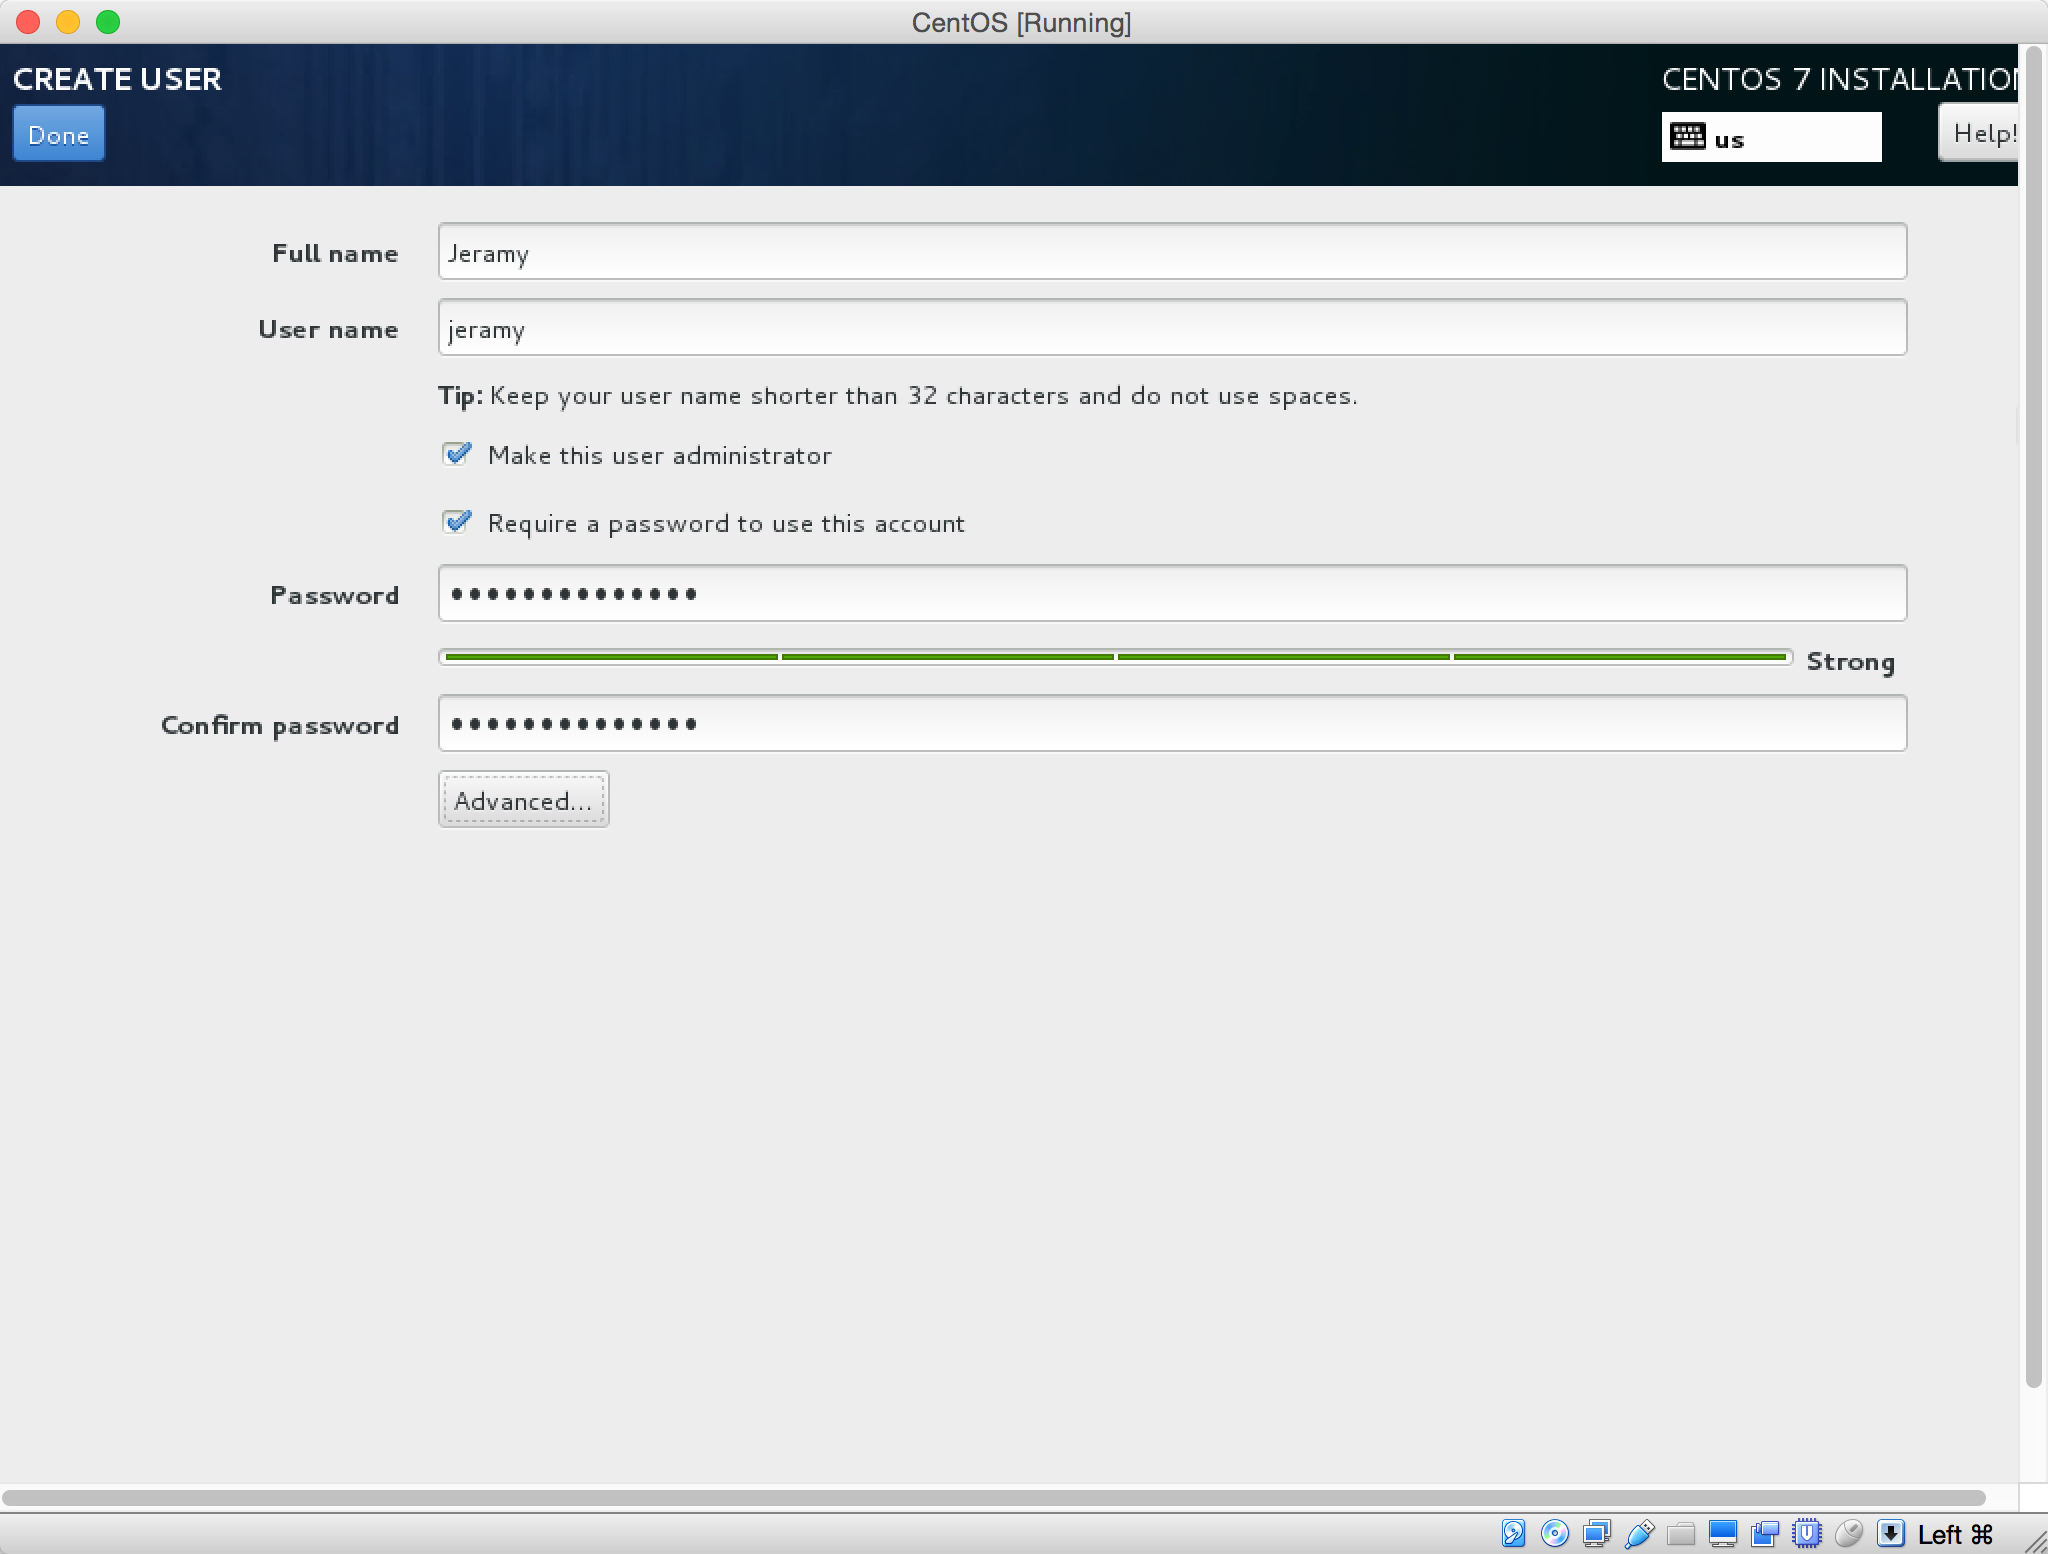 CentOS [Running]
CREATE USER
CENTOS 7 INSTALLATION
Done
us
Help!
Full name
Jeramy
User name
jeramy
Tip: Keep your user name shorter than 32 characters and do not use spaces.
Make this user administrator
Require a password to use this account
Password
••••••••••••••
Strong
Confirm password
••••••••••••••
Advanced...
Left ⌘